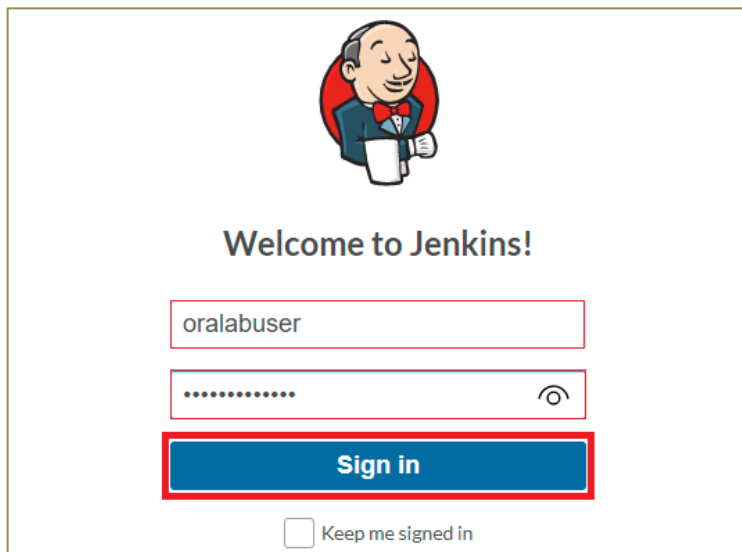 Welcome to Jenkins!
oralabuser
•••••••••••••
Sign in
Keep me signed in